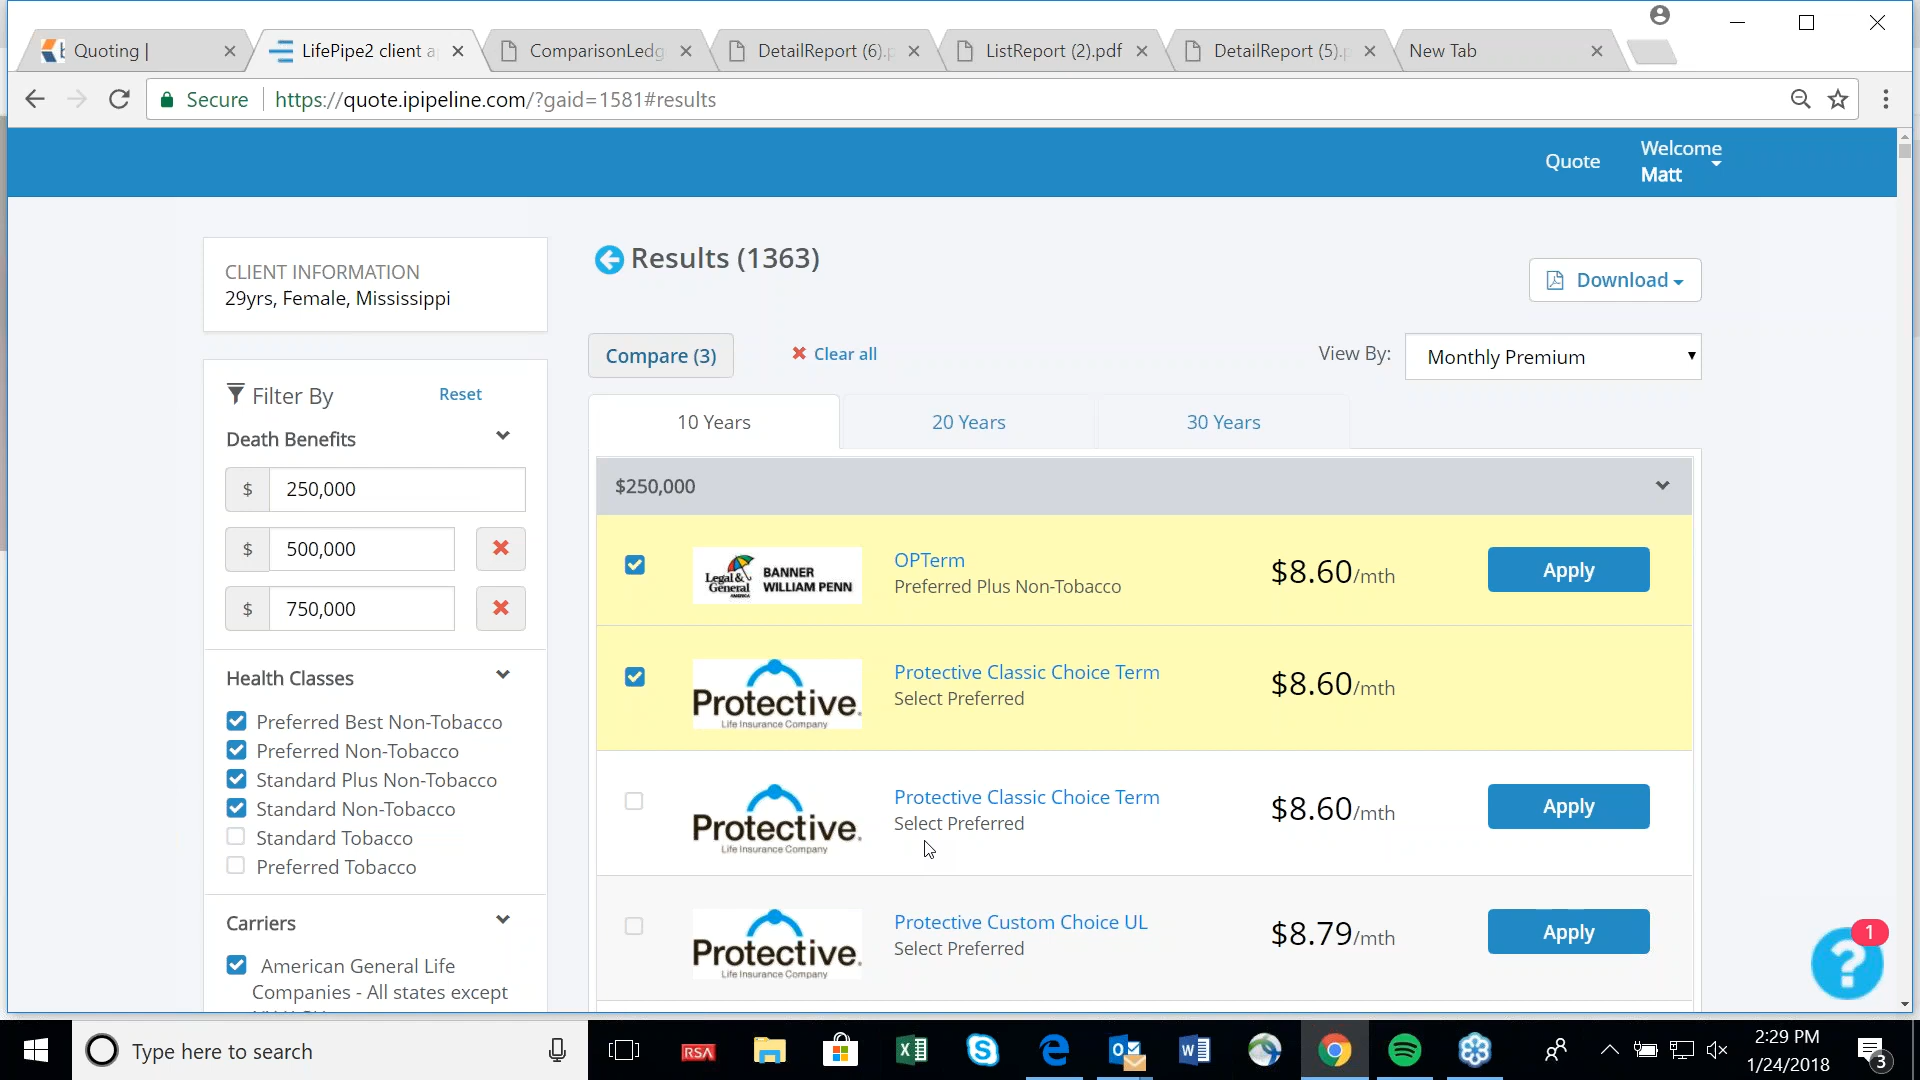 Quoting |
LifePipe2 client a
ComparisonLedg
DetailReport (6).p
ListReport (2).pdf
DetailReport (5).p
New Tab
Secure
https://quote.ipipeline.com/?gaid=1581#results
Quote
Welcome
Matt
CLIENT INFORMATION
29yrs, Female, Mississippi
Results (1363)
Download
Compare (3)
Clear all
View By:
Monthly Premium
Filter By
Reset
Death Benefits
$ 250,000
$ 500,000
$ 750,000
Health Classes
Preferred Best Non-Tobacco
Preferred Non-Tobacco
Standard Plus Non-Tobacco
Standard Non-Tobacco
Standard Tobacco
Preferred Tobacco
Carriers
American General Life
Companies - All states except
10 Years
20 Years
30 Years
$250,000
Legal &
General
AMERICA
BANNER
WILLIAM PENN
OPTerm
Preferred Plus Non-Tobacco
$8.60/mth
Apply
Protective.
Life Insurance Company
Protective Classic Choice Term
Select Preferred
$8.60/mth
Protective.
Life Insurance Company
Protective Classic Choice Term
Select Preferred
$8.60/mth
Apply
Protective.
Life Insurance Company
Protective Custom Choice UL
Select Preferred
$8.79/mth
Apply
1
?
Type here to search
RSA
2:29 PM
1/24/2018
3